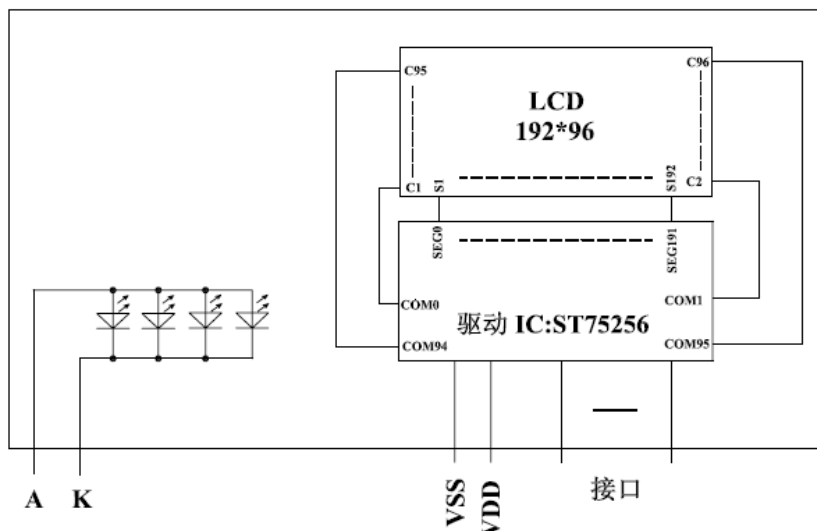 C95
C96
LCD
192*96
C1
S1
S192
C2
SEG0
SEG191
COM0
COM1
驱动 IC:ST75256
COM94
COM95
A
K
VSS
VDD
接口